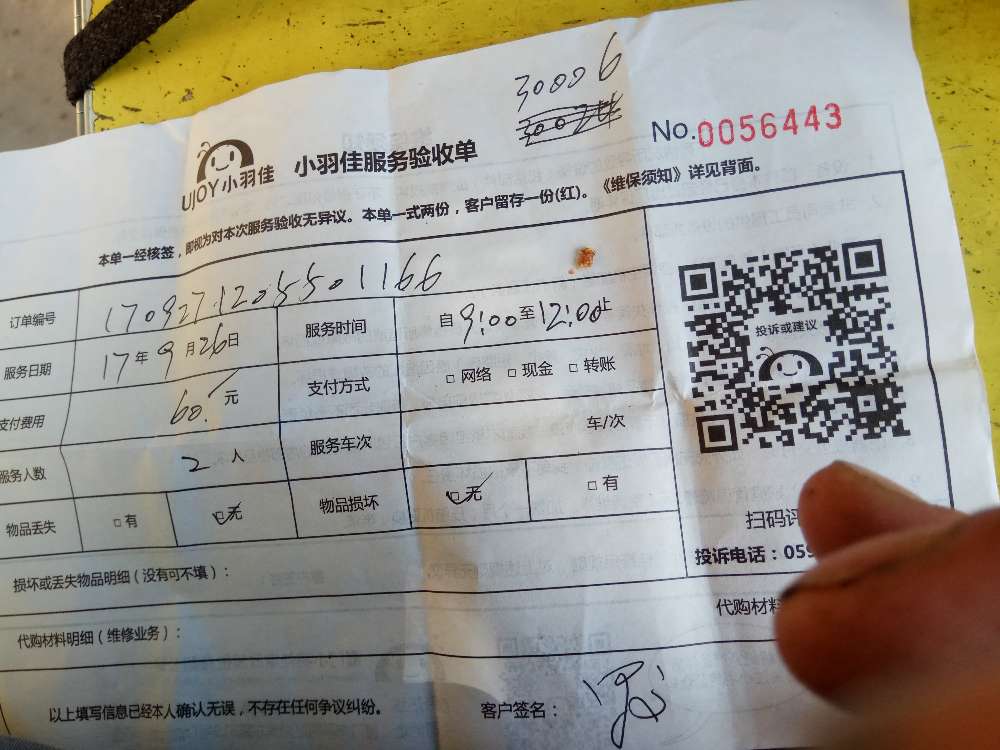 30006
No.0056443
UJOY小羽佳 小羽佳服务验收单
本单一经核签，即视为对本次服务验收无异议。本单一式两份，客户留存一份(红)。《维保须知》详见背面。
订单编号 1709271205501166
服务日期 17年9月26日 服务时间 自9:00至12:00止
支付费用 60.元 支付方式 □网络 □现金 □转账
服务人数 2人 服务车次 车/次
物品丢失 □有 □无 物品损坏 □无 □有
投诉或建议
扫码评
投诉电话：059
损坏或丢失物品明细（没有可不填）：
代购材料明细（维修业务）： 代购材料
以上填写信息已经本人确认无误，不存在任何争议纠纷。 客户签名：